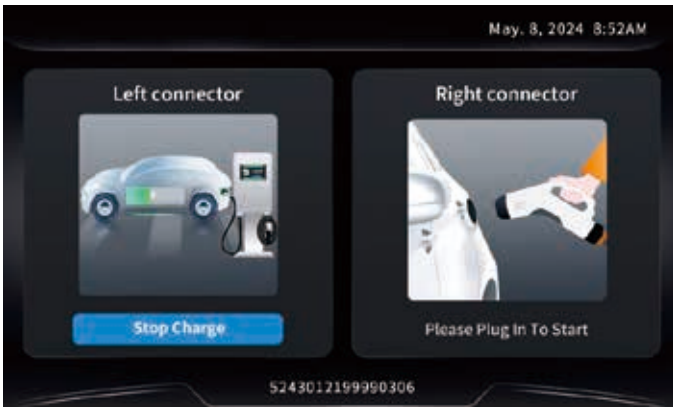 May. 8, 2024 8:52AM
Left connector
Right connector
Stop Charge
Please Plug In To Start
5243012199990306